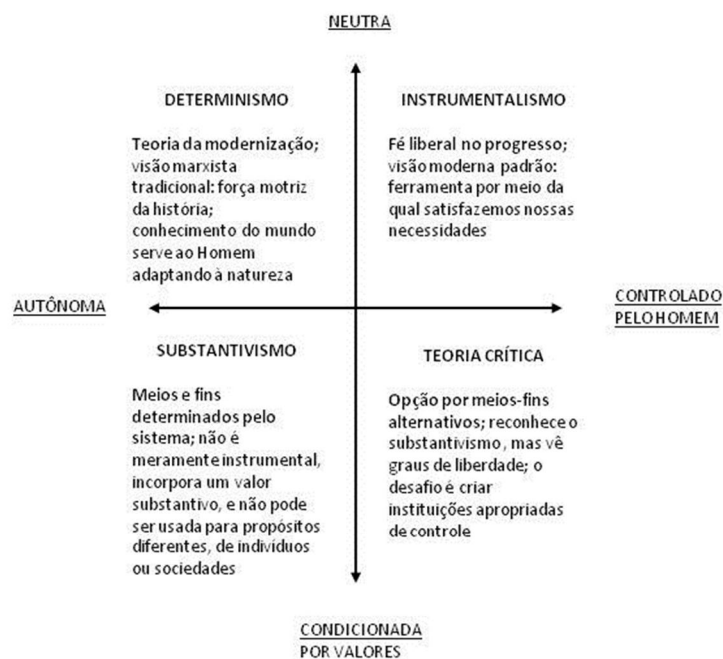 NEUTRA
DETERMINISMO
Teoria da modernização;
visão marxista
tradicional: força motriz
da história;
conhecimento do mundo
serve ao Homem
adaptando à natureza
INSTRUMENTALISMO
Fé liberal no progresso;
visão moderna padrão:
ferramenta por meio da
qual satisfazemos nossas
necessidades
AUTÔNOMA
CONTROLADO
PELO HOMEM
SUBSTANTIVISMO
Meios e fins
determinados pelo
sistema; não é
meramente instrumental,
incorpora um valor
substantivo, e não pode
ser usada para propósitos
diferentes, de indivíduos
ou sociedades
TEORIA CRÍTICA
Opção por meios-fins
alternativos; reconhece o
substantivismo, mas vê
graus de liberdade; o
desafio é criar
instituições apropriadas
de controle
CONDICIONADA
POR VALORES